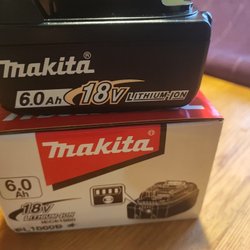 makita
6.0Ah 18V LITHIUM-ION
makita
6.0
Ah
18V
LITHIUM-ION
BL1860B